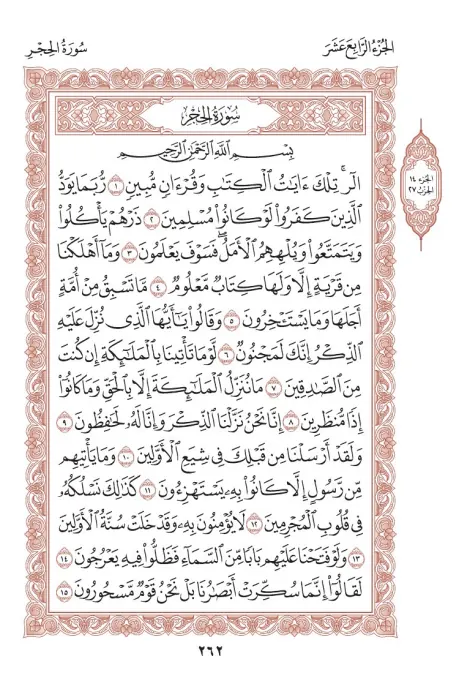 الجُزْءُ الرَّابِعَ عَشَرَ
سُورَةُ الحِجْرِ
سُورَةُ الحِجْرِ
بِسْمِ ٱللَّهِ ٱلرَّحْمَٰنِ ٱلرَّحِيمِ
الٓرۚ تِلْكَ ءَايَٰتُ ٱلْكِتَٰبِ وَقُرْءَانٖ مُّبِينٖ ١ رُّبَمَا يَوَدُّ
ٱلَّذِينَ كَفَرُواْ لَوْ كَانُواْ مُسْلِمِينَ ٢ ذَرْهُمْ يَأْكُلُواْ
وَيَتَمَتَّعُواْ وَيُلْهِهِمُ ٱلْأَمَلُۖ فَسَوْفَ يَعْلَمُونَ ٣ وَمَآ أَهْلَكْنَا
مِن قَرْيَةٍ إِلَّا وَلَهَا كِتَابٞ مَّعْلُومٞ ٤ مَّا تَسْبِقُ مِنْ أُمَّةٍ
أَجَلَهَا وَمَا يَسْتَـْٔخِرُونَ ٥ وَقَالُواْ يَٰٓأَيُّهَا ٱلَّذِي نُزِّلَ عَلَيْهِ
ٱلذِّكْرُ إِنَّكَ لَمَجْنُونٞ ٦ لَّوْ مَا تَأْتِينَا بِٱلْمَلَٰٓئِكَةِ إِن كُنتَ
مِنَ ٱلصَّٰدِقِينَ ٧ مَا نُنَزِّلُ ٱلْمَلَٰٓئِكَةَ إِلَّا بِٱلْحَقِّ وَمَا كَانُوٓاْ
إِذٗا مُّنظَرِينَ ٨ إِنَّا نَحْنُ نَزَّلْنَا ٱلذِّكْرَ وَإِنَّا لَهُۥ لَحَٰفِظُونَ ٩
وَلَقَدْ أَرْسَلْنَا مِن قَبْلِكَ فِي شِيَعِ ٱلْأَوَّلِينَ ١٠ وَمَا يَأْتِيهِم
مِّن رَّسُولٍ إِلَّا كَانُواْ بِهِۦ يَسْتَهْزِءُونَ ١١ كَذَٰلِكَ نَسْلُكُهُۥ
فِي قُلُوبِ ٱلْمُجْرِمِينَ ١٢ لَا يُؤْمِنُونَ بِهِۦ وَقَدْ خَلَتْ سُنَّةُ ٱلْأَوَّلِينَ
١٣ وَلَوْ فَتَحْنَا عَلَيْهِم بَابٗا مِّنَ ٱلسَّمَآءِ فَظَلُّواْ فِيهِ يَعْرُجُونَ ١٤
لَقَالُوٓاْ إِنَّمَا سُكِّرَتْ أَبْصَٰرُنَا بَلْ نَحْنُ قَوْمٞ مَّسْحُورُونَ ١٥
الجزء ١٤
الحزب ٢٧
٢٦٢